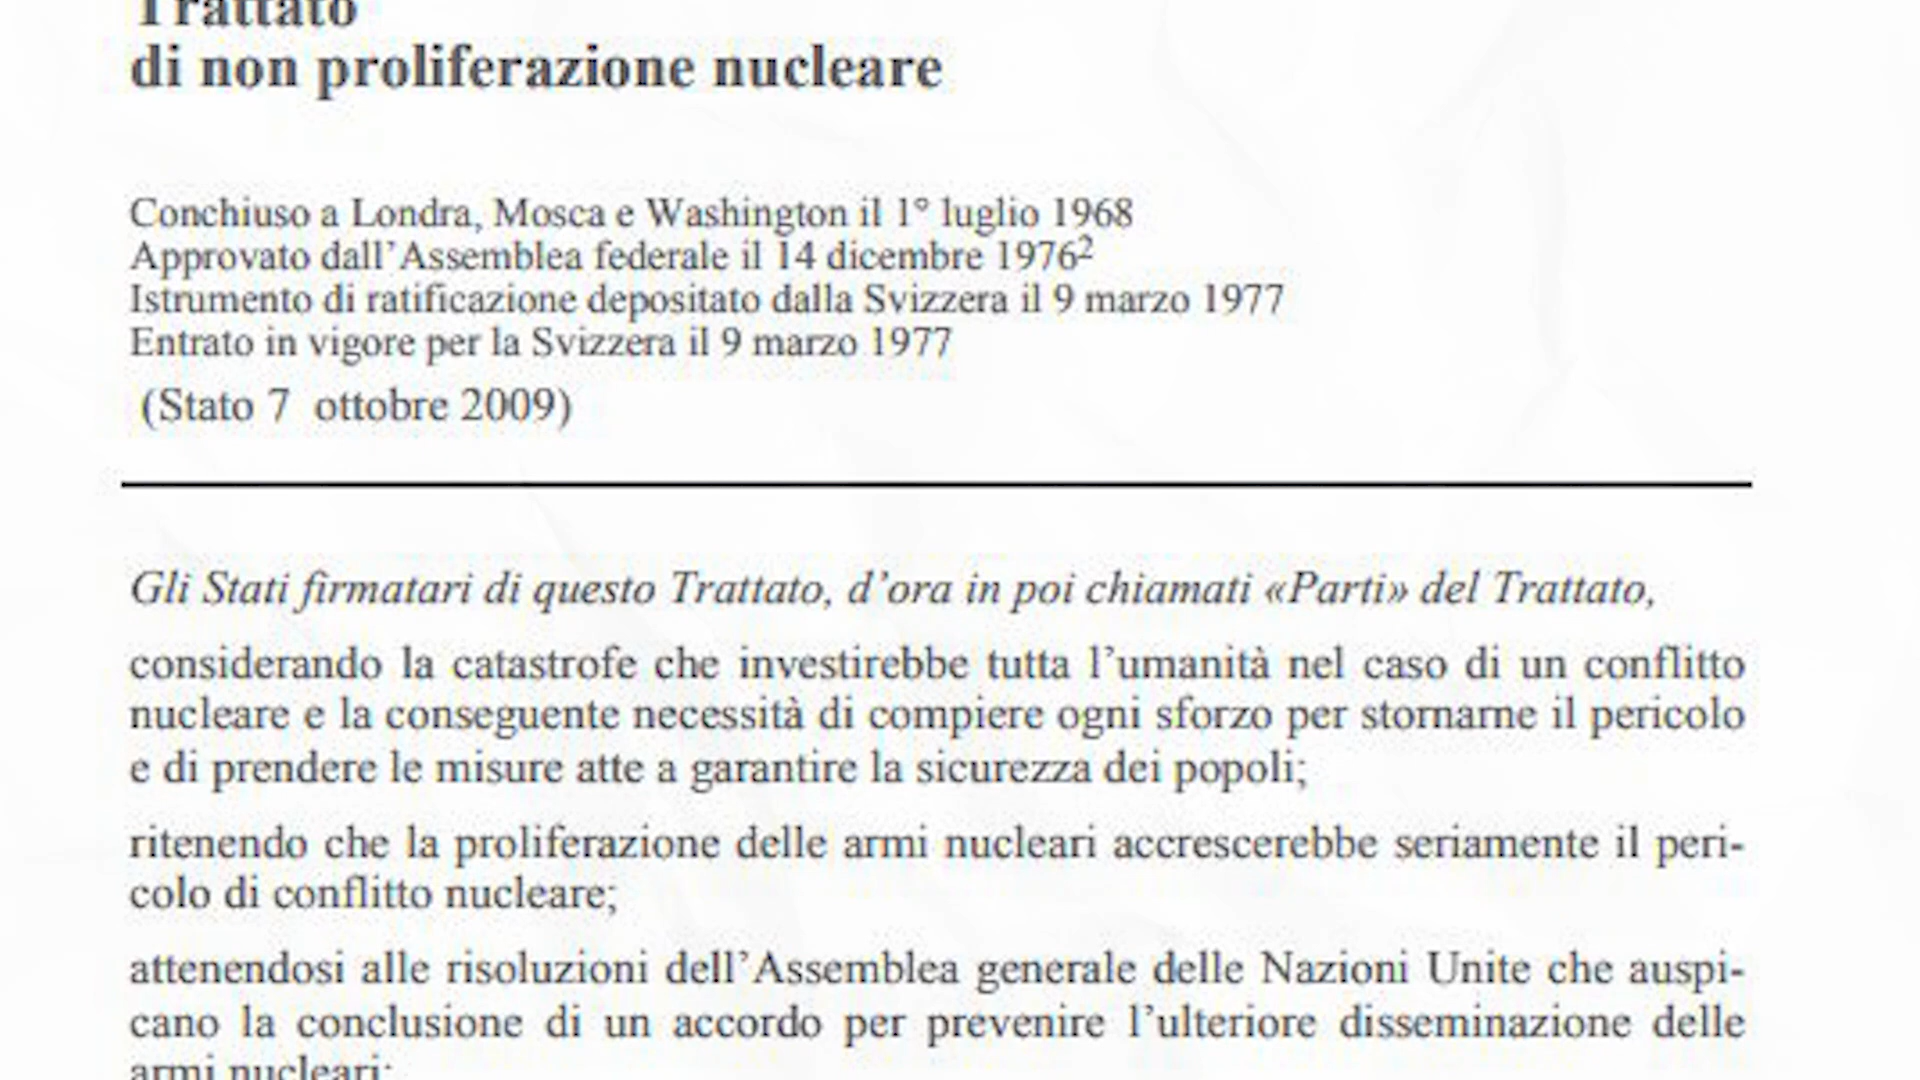 Trattato
di non proliferazione nucleare
Conchiuso a Londra, Mosca e Washington il 1° luglio 1968
Approvato dall’Assemblea federale il 14 dicembre 1976²
Istrumento di ratificazione depositato dalla Svizzera il 9 marzo 1977
Entrato in vigore per la Svizzera il 9 marzo 1977
(Stato 7 ottobre 2009)
Gli Stati firmatari di questo Trattato, d’ora in poi chiamati «Parti» del Trattato,
considerando la catastrofe che investirebbe tutta l’umanità nel caso di un conflitto
nucleare e la conseguente necessità di compiere ogni sforzo per stornarne il pericolo
e di prendere le misure atte a garantire la sicurezza dei popoli;
ritenendo che la proliferazione delle armi nucleari accrescerebbe seriamente il peri-
colo di conflitto nucleare;
attenendosi alle risoluzioni dell’Assemblea generale delle Nazioni Unite che auspi-
cano la conclusione di un accordo per prevenire l’ulteriore disseminazione delle
armi nucleari;